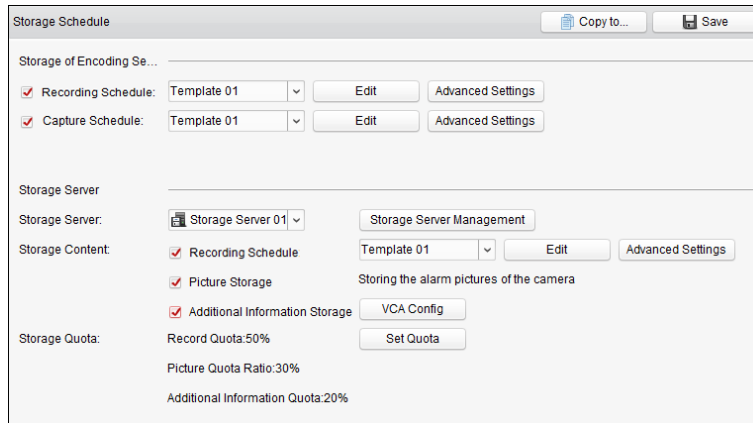 Storage Schedule Copy to... Save
Storage of Encoding Se...
Recording Schedule: Template 01 Edit Advanced Settings
Capture Schedule: Template 01 Edit Advanced Settings
Storage Server
Storage Server: Storage Server 01 Storage Server Management
Storage Content: Recording Schedule Template 01 Edit Advanced Settings
Picture Storage Storing the alarm pictures of the camera
Additional Information Storage VCA Config
Storage Quota: Record Quota:50% Set Quota
Picture Quota Ratio:30%
Additional Information Quota:20%